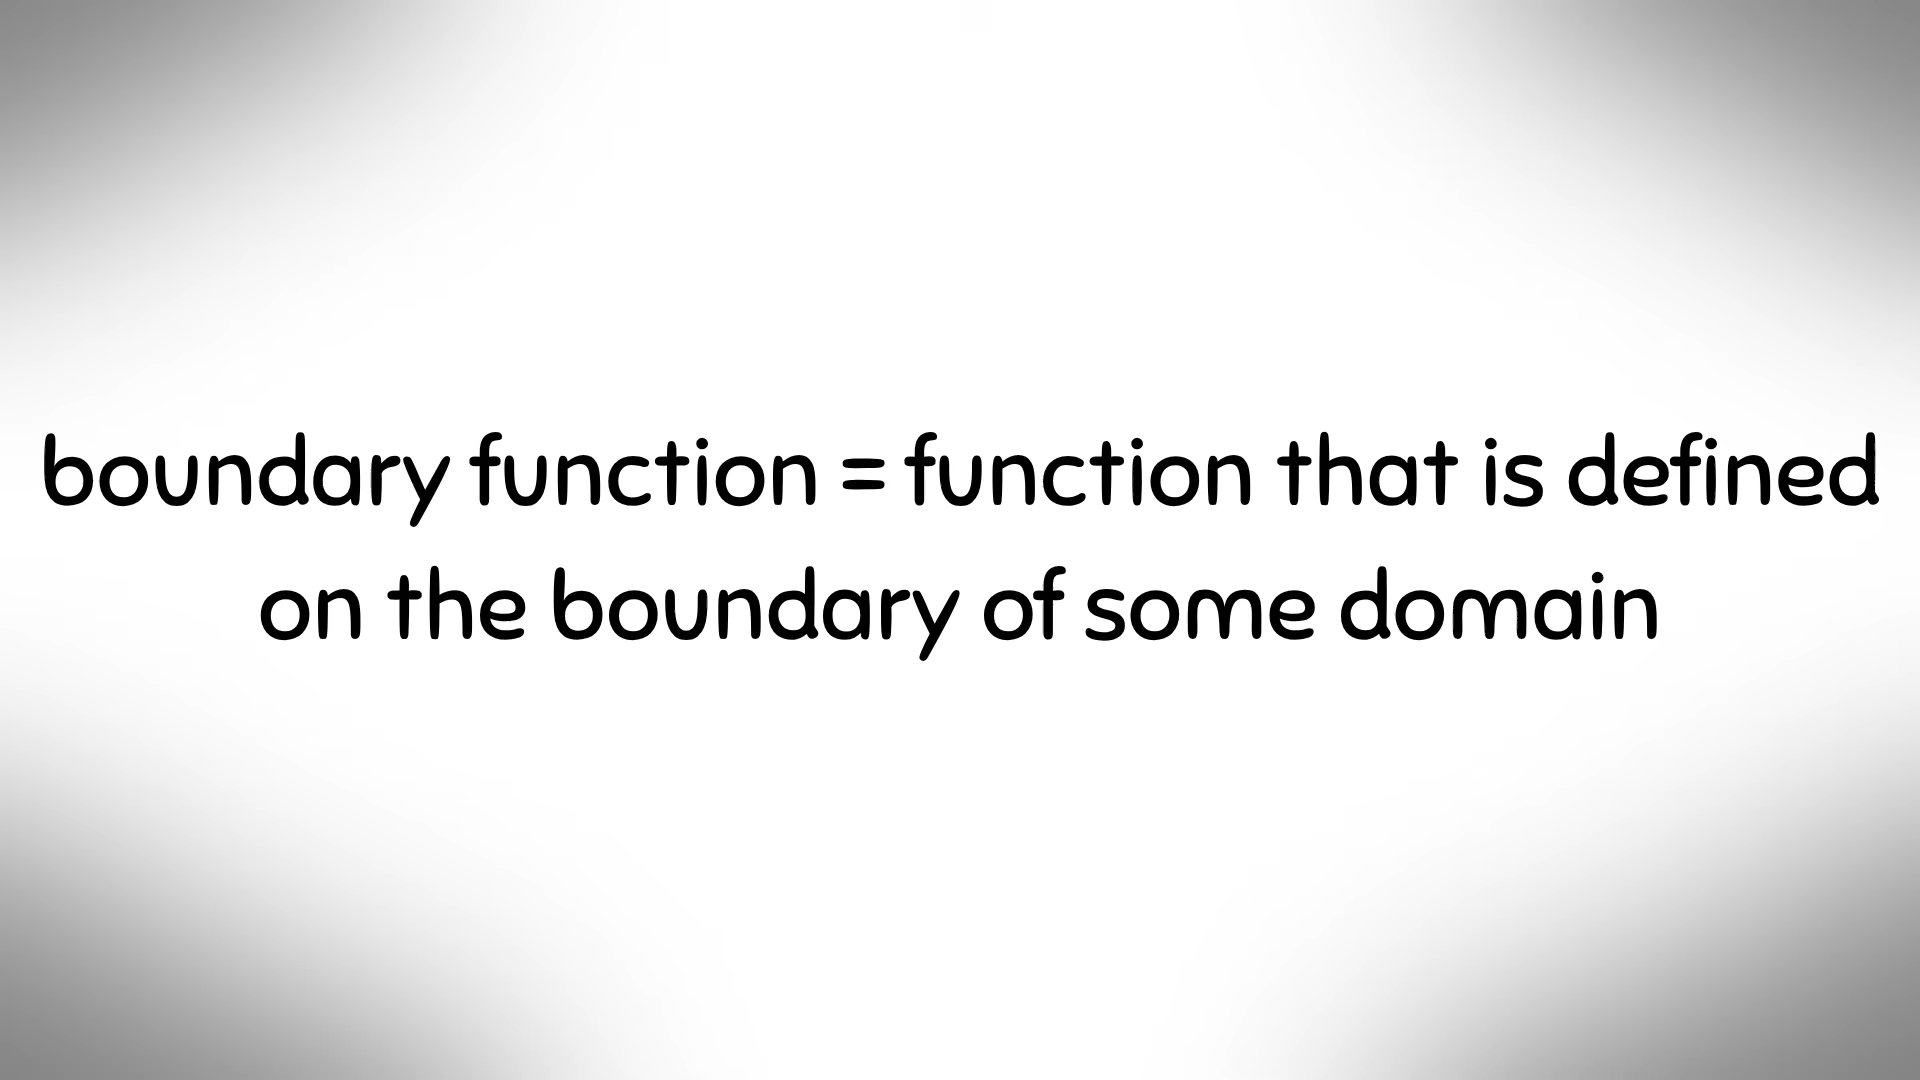 boundary function = function that is defined
on the boundary of some domain